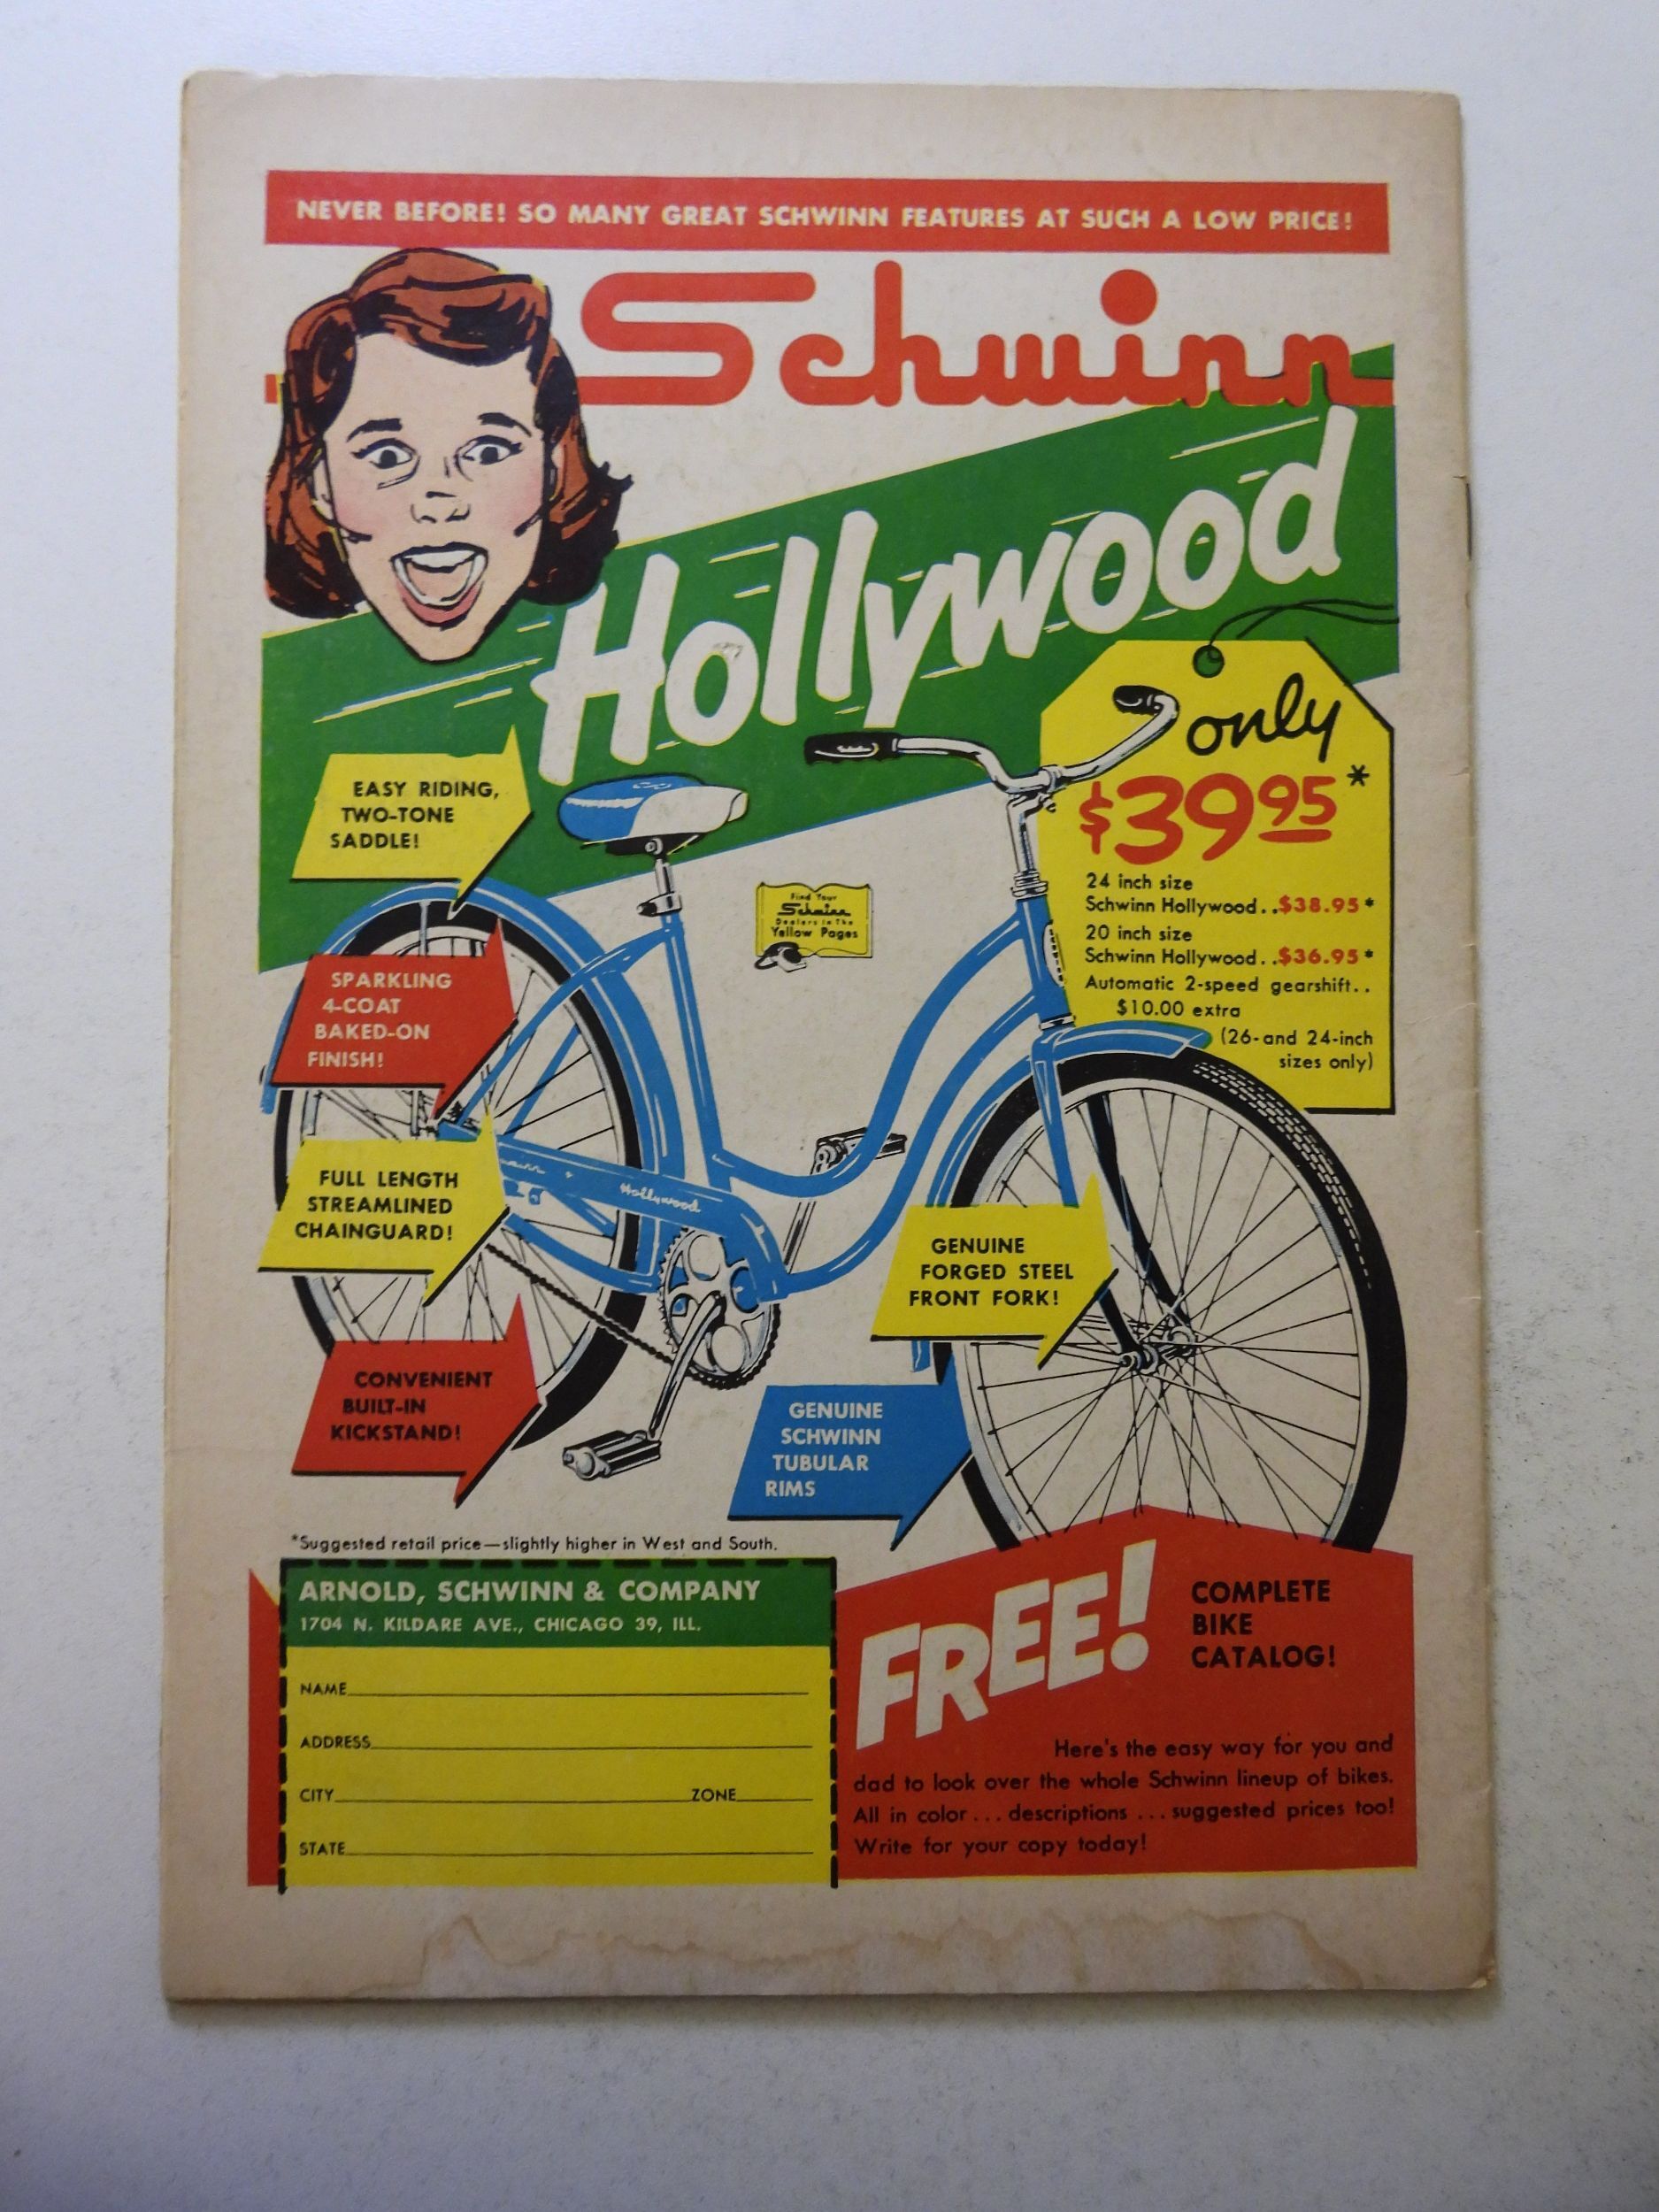 NEVER BEFORE! SO MANY GREAT SCHWINN FEATURES AT SUCH A LOW PRICE!
Schwinn
Hollywood
only
$39 95*
24 inch size
Schwinn Hollywood..$38.95*
20 inch size
Schwinn Hollywood..$36.95*
Automatic 2-speed gearshift..
$10.00 extra
(26-and 24-inch
sizes only)
EASY RIDING,
TWO-TONE
SADDLE!
Find Your
Schwinn
Dealers In The
Yellow Pages
SPARKLING
4-COAT
BAKED-ON
FINISH!
FULL LENGTH
STREAMLINED
CHAINGUARD!
Hollywood
GENUINE
FORGED STEEL
FRONT FORK!
CONVENIENT
BUILT-IN
KICKSTAND!
GENUINE
SCHWINN
TUBULAR
RIMS
*Suggested retail price—slightly higher in West and South.
ARNOLD, SCHWINN & COMPANY
1704 N. KILDARE AVE., CHICAGO 39, ILL.
NAME
ADDRESS
CITY ZONE
STATE
FREE!
COMPLETE
BIKE
CATALOG!
Here's the easy way for you and
dad to look over the whole Schwinn lineup of bikes.
All in color...descriptions...suggested prices too!
Write for your copy today!